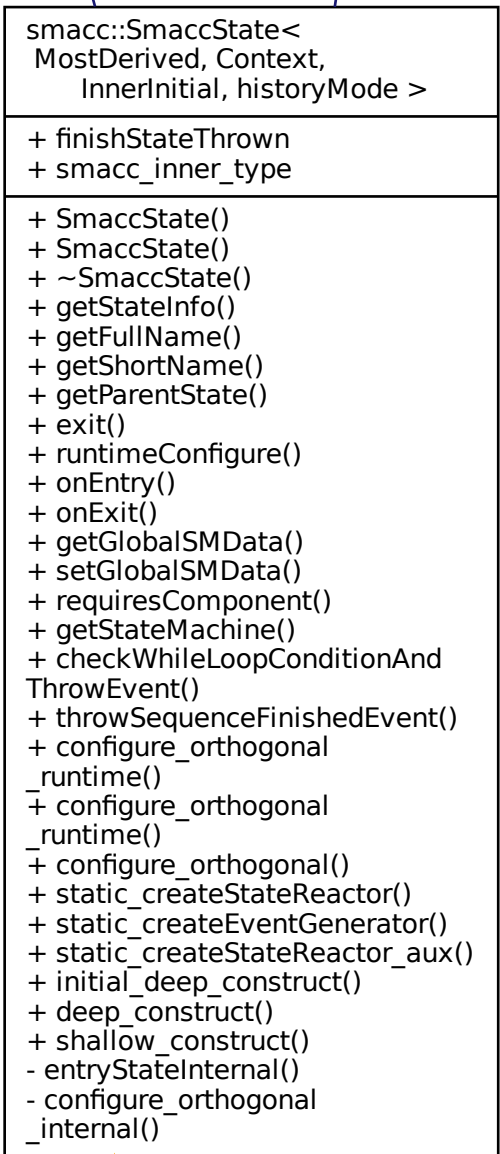 smacc::SmaccState<
MostDerived, Context,
InnerInitial, historyMode >
+ finishStateThrown
+ smacc_inner_type
+ SmaccState()
+ SmaccState()
+ ~SmaccState()
+ getStateInfo()
+ getFullName()
+ getShortName()
+ getParentState()
+ exit()
+ runtimeConfigure()
+ onEntry()
+ onExit()
+ getGlobalSMData()
+ setGlobalSMData()
+ requiresComponent()
+ getStateMachine()
+ checkWhileLoopConditionAnd
ThrowEvent()
+ throwSequenceFinishedEvent()
+ configure_orthogonal
_runtime()
+ configure_orthogonal
_runtime()
+ configure_orthogonal()
+ static_createStateReactor()
+ static_createEventGenerator()
+ static_createStateReactor_aux()
+ initial_deep_construct()
+ deep_construct()
+ shallow_construct()
- entryStateInternal()
- configure_orthogonal
_internal()